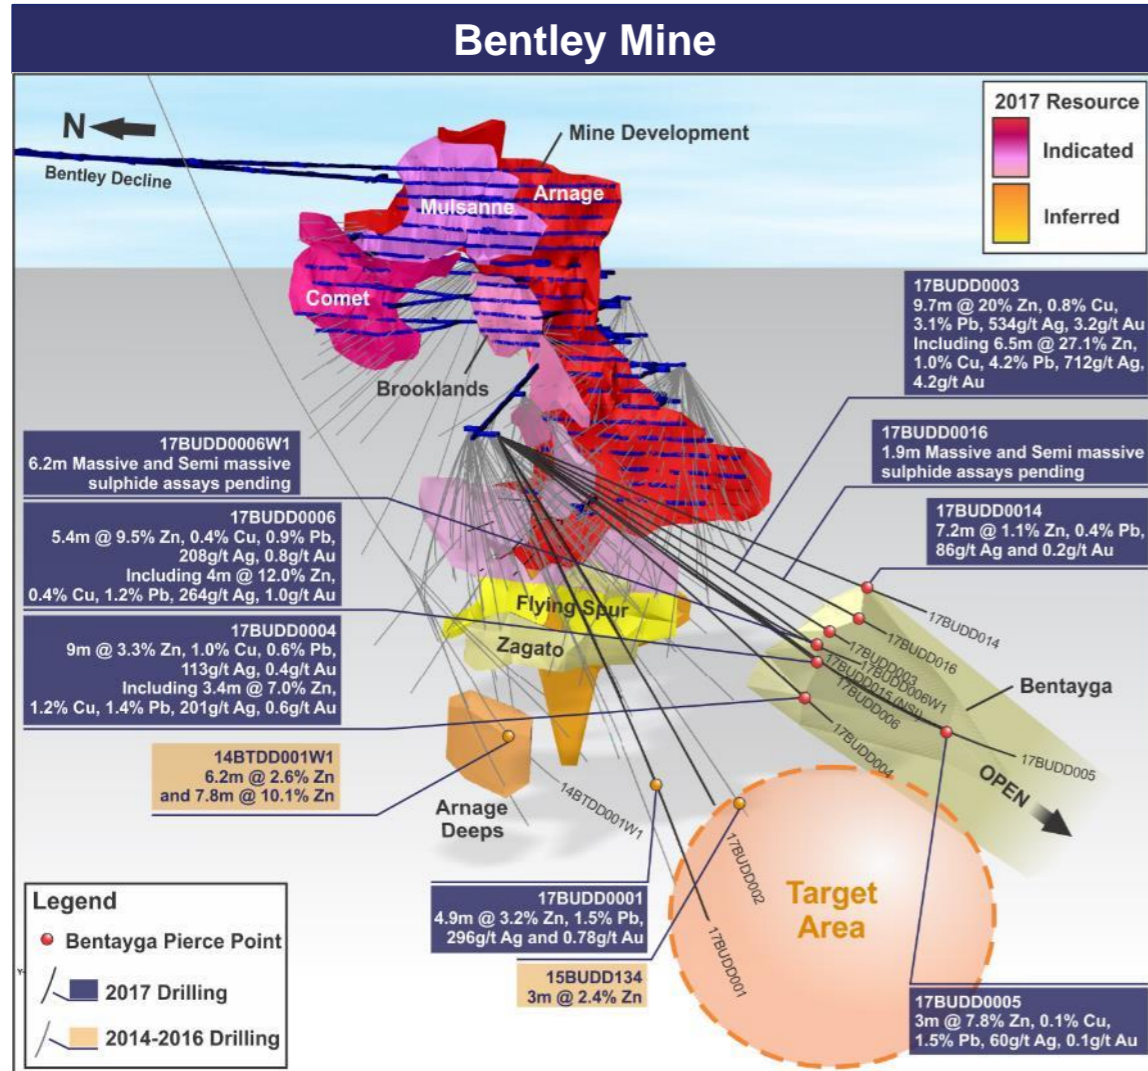 Bentley Mine
N
Bentley Decline
Mine Development
Arnage
Mulsanne
Comet
Brooklands
2017 Resource
Indicated
Inferred
17BUDD0003
9.7m @ 20% Zn, 0.8% Cu,
3.1% Pb, 534g/t Ag, 3.2g/t Au
Including 6.5m @ 27.1% Zn,
1.0% Cu, 4.2% Pb, 712g/t Ag,
4.2g/t Au
17BUDD0016
1.9m Massive and Semi massive
sulphide assays pending
17BUDD0014
7.2m @ 1.1% Zn, 0.4% Pb,
86g/t Ag and 0.2g/t Au
17BUDD0006W1
6.2m Massive and Semi massive
sulphide assays pending
17BUDD0006
5.4m @ 9.5% Zn, 0.4% Cu, 0.9% Pb,
208g/t Ag, 0.8g/t Au
Including 4m @ 12.0% Zn,
0.4% Cu, 1.2% Pb, 264g/t Ag, 1.0g/t Au
17BUDD0004
9m @ 3.3% Zn, 1.0% Cu, 0.6% Pb,
113g/t Ag, 0.4g/t Au
Including 3.4m @ 7.0% Zn,
1.2% Cu, 1.4% Pb, 201g/t Ag, 0.6g/t Au
14BTDD001W1
6.2m @ 2.6% Zn
and 7.8m @ 10.1% Zn
Flying Spur
Zagato
Arnage
Deeps
14BTDD001W1
17BUDD014
17BUDD016
17BUDD003
17BUDD006W1
17BUDD015 (NSI)
17BUDD006
17BUDD004
17BUDD005
Bentayga
OPEN
17BUDD002
17BUDD001
Target
Area
17BUDD0001
4.9m @ 3.2% Zn, 1.5% Pb,
296g/t Ag and 0.78g/t Au
15BUDD134
3m @ 2.4% Zn
17BUDD0005
3m @ 7.8% Zn, 0.1% Cu,
1.5% Pb, 60g/t Ag, 0.1g/t Au
Legend
Bentayga Pierce Point
2017 Drilling
2014-2016 Drilling
Y-